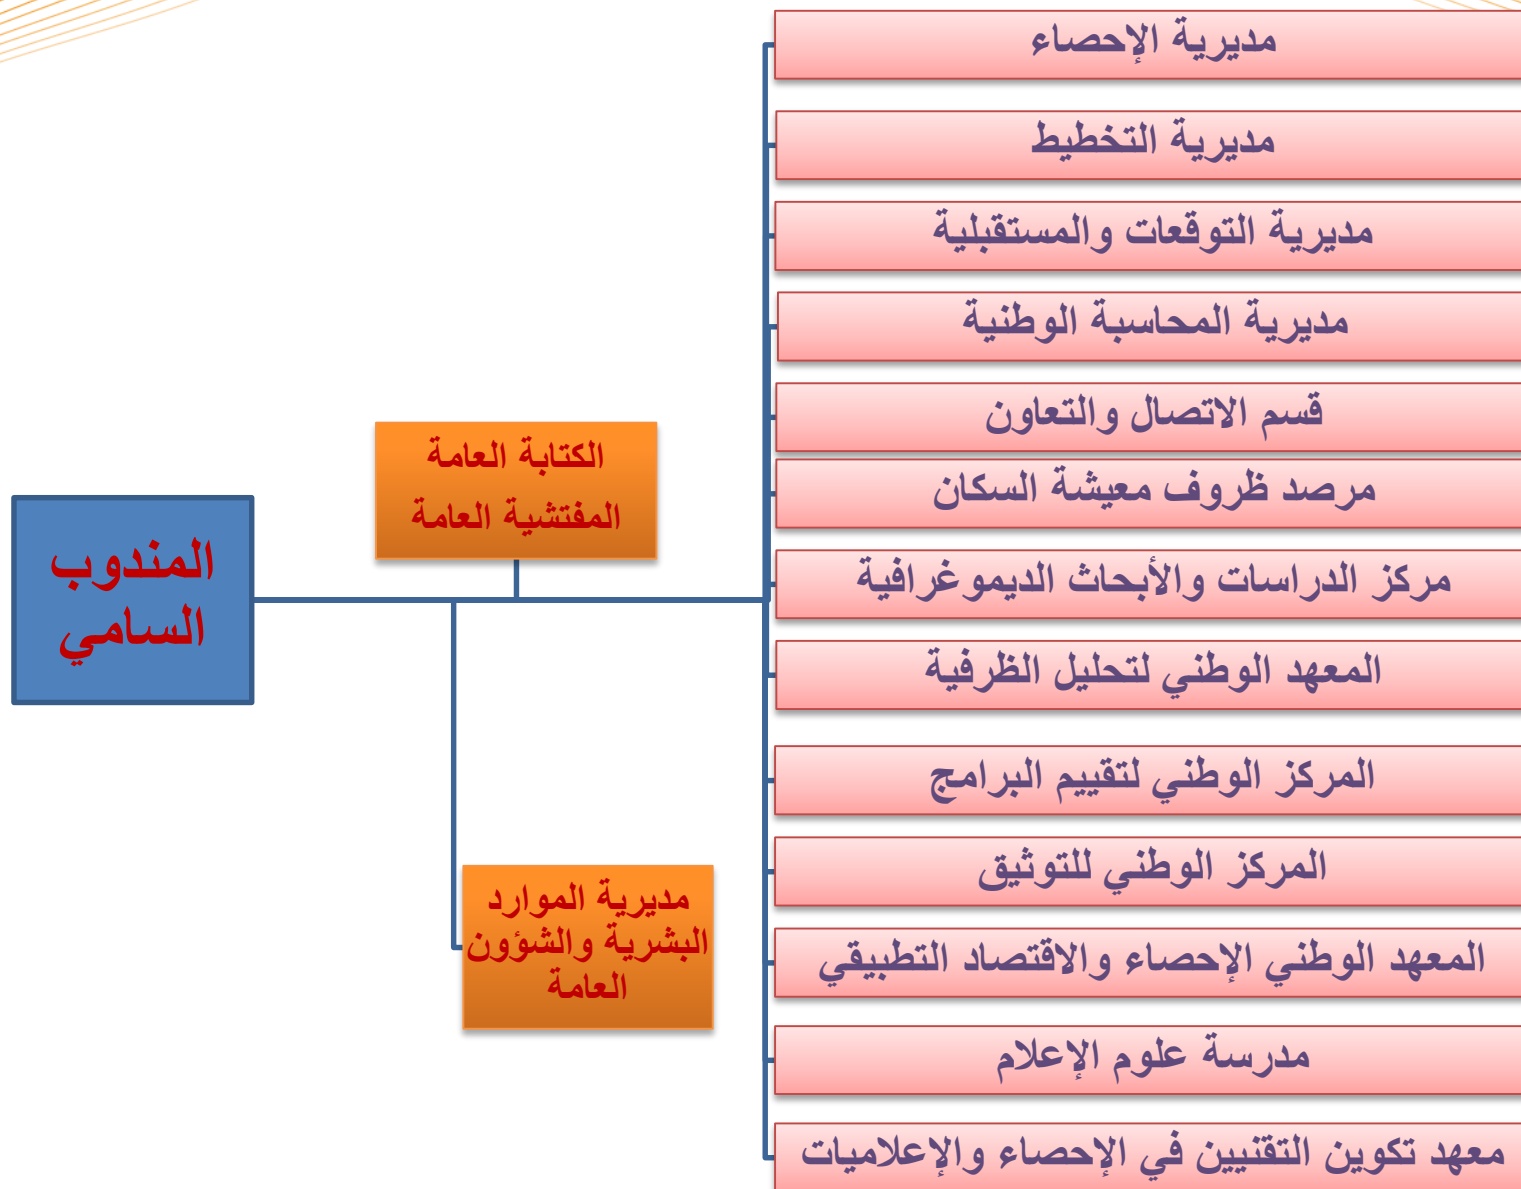 مديرية الإحصاء
مديرية التخطيط
مديرية التوقعات والمستقبلية
مديرية المحاسبة الوطنية
قسم الاتصال والتعاون
مرصد ظروف معيشة السكان
مركز الدراسات والأبحاث الديموغرافية
المعهد الوطني لتحليل الظرفية
المركز الوطني لتقييم البرامج
المركز الوطني للتوثيق
المعهد الوطني الإحصاء والاقتصاد التطبيقي
مدرسة علوم الإعلام
معهد تكوين التقنيين في الإحصاء والإعلاميات
الكتابة العامة
المفتشية العامة
مديرية الموارد
البشرية والشؤون
العامة
المندوب
السامي